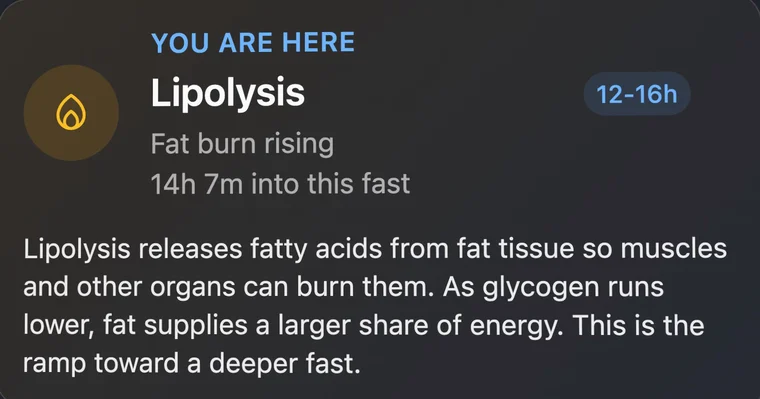 YOU ARE HERE
Lipolysis
12-16h
Fat burn rising
14h 7m into this fast
Lipolysis releases fatty acids from fat tissue so muscles
and other organs can burn them. As glycogen runs
lower, fat supplies a larger share of energy. This is the
ramp toward a deeper fast.